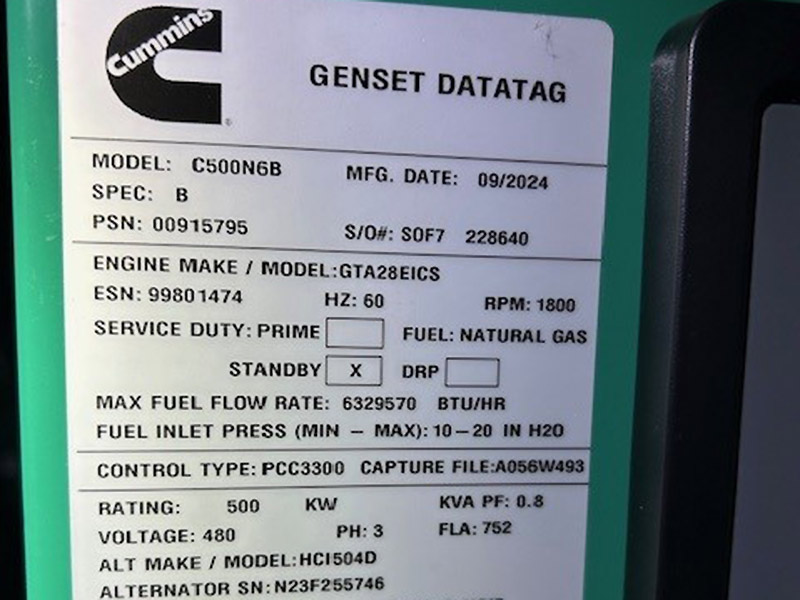 Cummins
GENSET DATATAG
MODEL: C500N6B MFG. DATE: 09/2024
SPEC: B
PSN: 00915795 S/O#: SOF7 228640
ENGINE MAKE / MODEL:GTA28EICS
ESN: 99801474 HZ: 60 RPM: 1800
SERVICE DUTY: PRIME FUEL: NATURAL GAS
STANDBY X DRP
MAX FUEL FLOW RATE: 6329570 BTU/HR
FUEL INLET PRESS (MIN – MAX): 10–20 IN H2O
CONTROL TYPE: PCC3300 CAPTURE FILE:A056W493
RATING: 500 KW KVA PF: 0.8
VOLTAGE: 480 PH: 3 FLA: 752
ALT MAKE / MODEL:HCI504D
ALTERNATOR SN:N23F255746